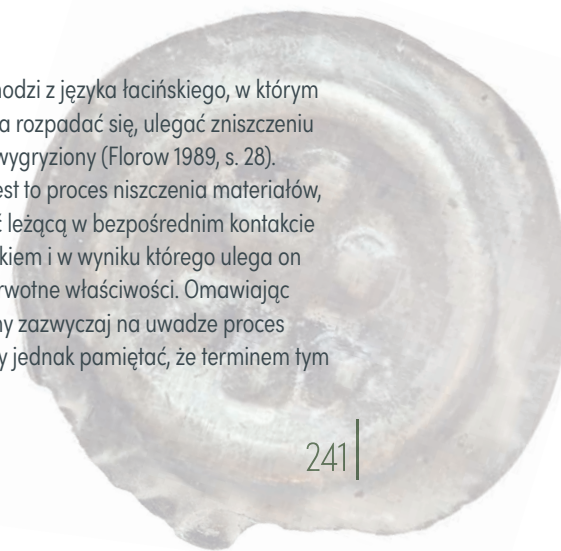 hodzi z języka łacińskiego, w którym
a rozpadać się, ulegać zniszczeniu
wygryziony (Florow 1989, s. 28).
est to proces niszczenia materiałów,
ć leżącą w bezpośrednim kontakcie
kiem i w wyniku którego ulega on
rwotne właściwości. Omawiając
ny zazwyczaj na uwadze proces
y jednak pamiętać, że terminem tym
241